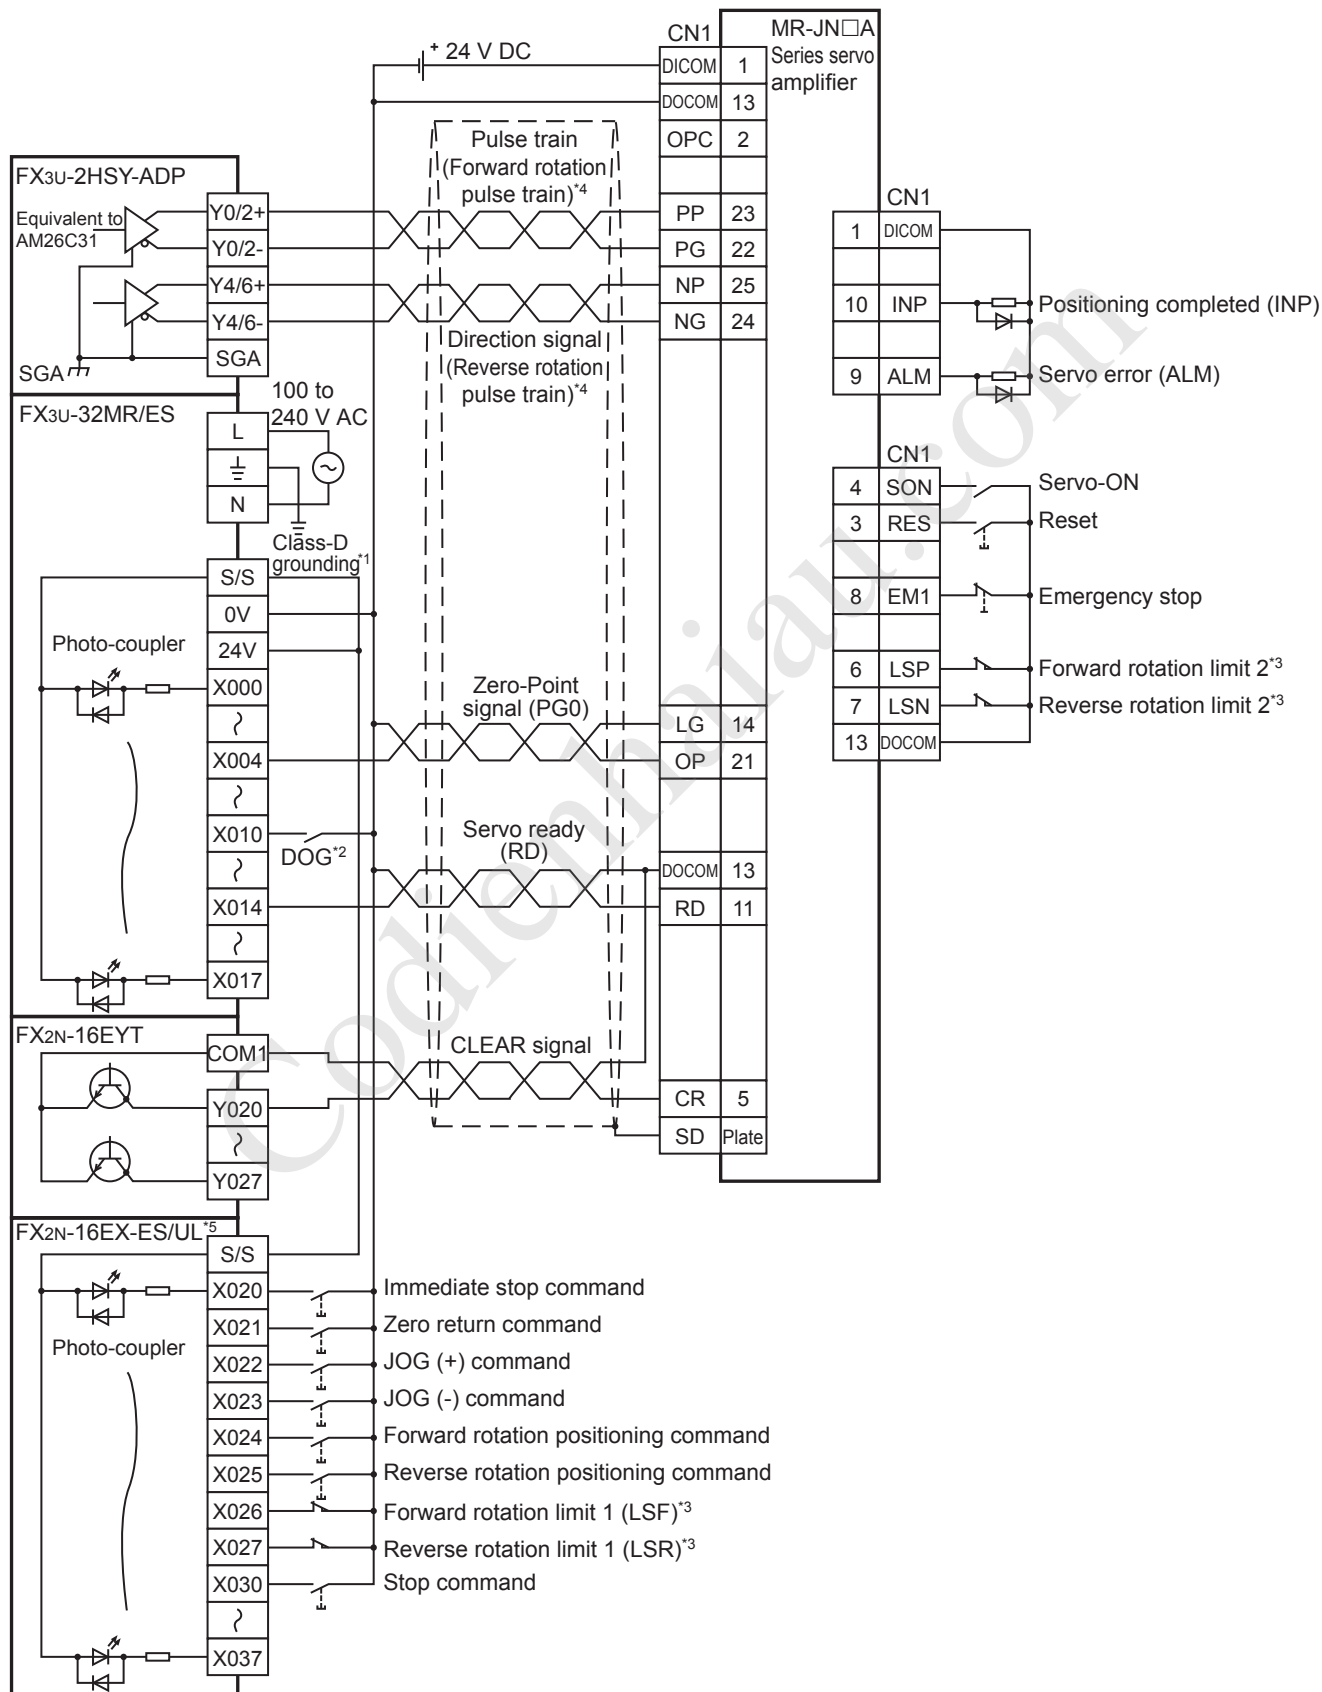 CN1
MR-JN□A
Series servo
amplifier
+ 24 V DC
DICOM 1
DOCOM 13
OPC 2
Pulse train
(Forward rotation
pulse train)*4
FX3U-2HSY-ADP
Equivalent to
AM26C31
Y0/2+
Y0/2-
Y4/6+
Y4/6-
SGA
SGA
PP 23
PG 22
NP 25
NG 24
Direction signal
(Reverse rotation
pulse train)*4
CN1
1 DICOM
10 INP
Positioning completed (INP)
9 ALM
Servo error (ALM)
FX3U-32MR/ES
100 to
240 V AC
L
N
Class-D
grounding*1
CN1
4 SON
Servo-ON
3 RES
Reset
8 EM1
Emergency stop
6 LSP
Forward rotation limit 2*3
7 LSN
Reverse rotation limit 2*3
13 DOCOM
S/S
0V
24V
Photo-coupler
X000
X004
X010
X014
X017
Zero-Point
signal (PG0)
LG 14
OP 21
DOG*2
Servo ready
(RD)
DOCOM 13
RD 11
FX2N-16EYT
COM1
Y020
Y027
CLEAR signal
CR 5
SD Plate
FX2N-16EX-ES/UL*5
S/S
Photo-coupler
X020
Immediate stop command
X021
Zero return command
X022
JOG (+) command
X023
JOG (-) command
X024
Forward rotation positioning command
X025
Reverse rotation positioning command
X026
Forward rotation limit 1 (LSF)*3
X027
Reverse rotation limit 1 (LSR)*3
X030
Stop command
X037
Codienhaiau.com